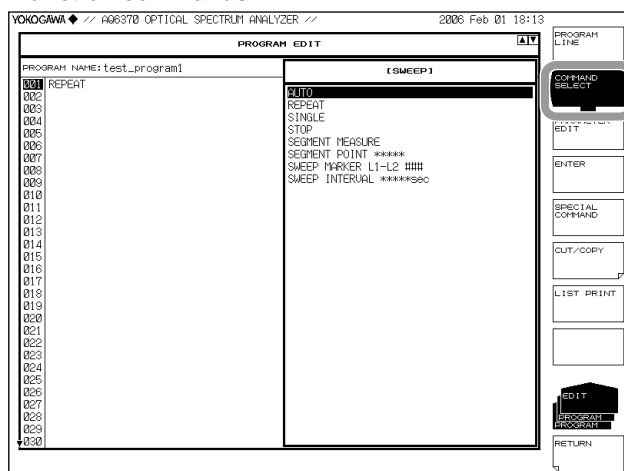 YOKOGAWA ◆ // AQ6370 OPTICAL SPECTRUM ANALYZER // 2006 Feb 01 18:13
PROGRAM EDIT
PROGRAM NAME:test_program1
001 REPEAT
002
003
004
005
006
007
008
009
010
011
012
013
014
015
016
017
018
019
020
021
022
023
024
025
026
027
028
029
030
[SWEEP]
AUTO
REPEAT
SINGLE
STOP
SEGMENT MEASURE
SEGMENT POINT *****
SWEEP MARKER L1-L2 ###
SWEEP INTERVAL *****sec
PROGRAM
LINE
COMMAND
SELECT
PARAMETER
EDIT
ENTER
SPECIAL
COMMAND
CUT/COPY
LIST PRINT
EDIT
PROGRAM
PROGRAM
RETURN